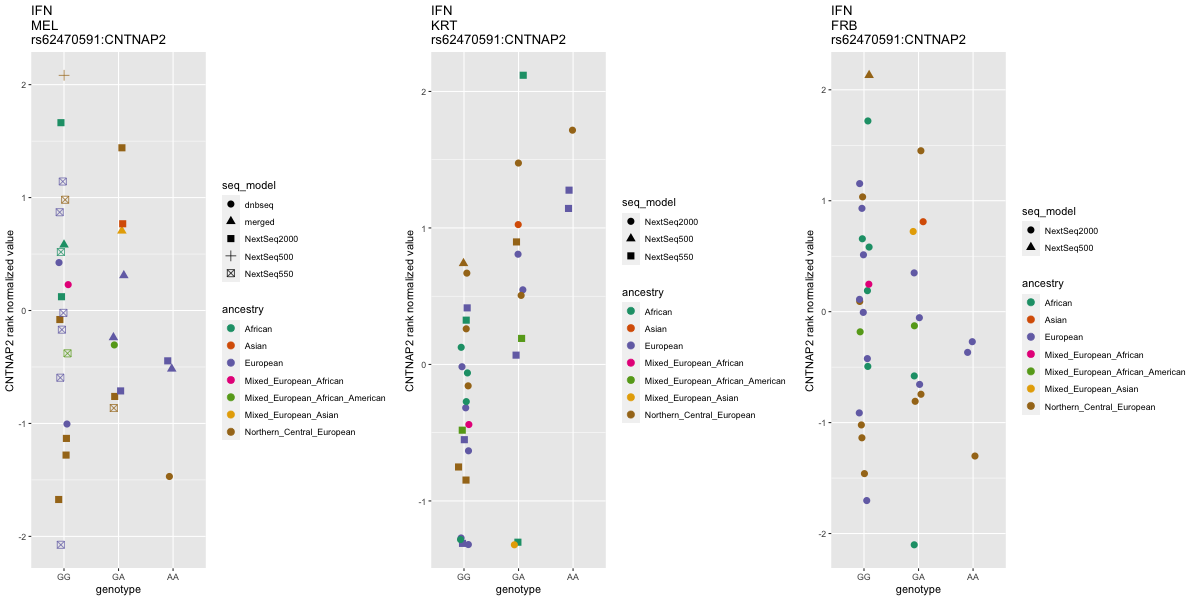 IFN
MEL
rs62470591:CNTNAP2
CNTNAP2 rank normalized value
2
1
0
-1
-2
GG GA AA
genotype
seq_model
dnbseq
merged
NextSeq2000
NextSeq500
NextSeq550
ancestry
African
Asian
European
Mixed_European_African
Mixed_European_African_American
Mixed_European_Asian
Northern_Central_European
IFN
KRT
rs62470591:CNTNAP2
CNTNAP2 rank normalized value
2
1
0
-1
GG GA AA
genotype
seq_model
NextSeq2000
NextSeq500
NextSeq550
ancestry
African
Asian
European
Mixed_European_African
Mixed_European_African_American
Mixed_European_Asian
Northern_Central_European
IFN
FRB
rs62470591:CNTNAP2
CNTNAP2 rank normalized value
2
1
0
-1
-2
GG GA AA
genotype
seq_model
NextSeq2000
NextSeq500
ancestry
African
Asian
European
Mixed_European_African
Mixed_European_African_American
Mixed_European_Asian
Northern_Central_European